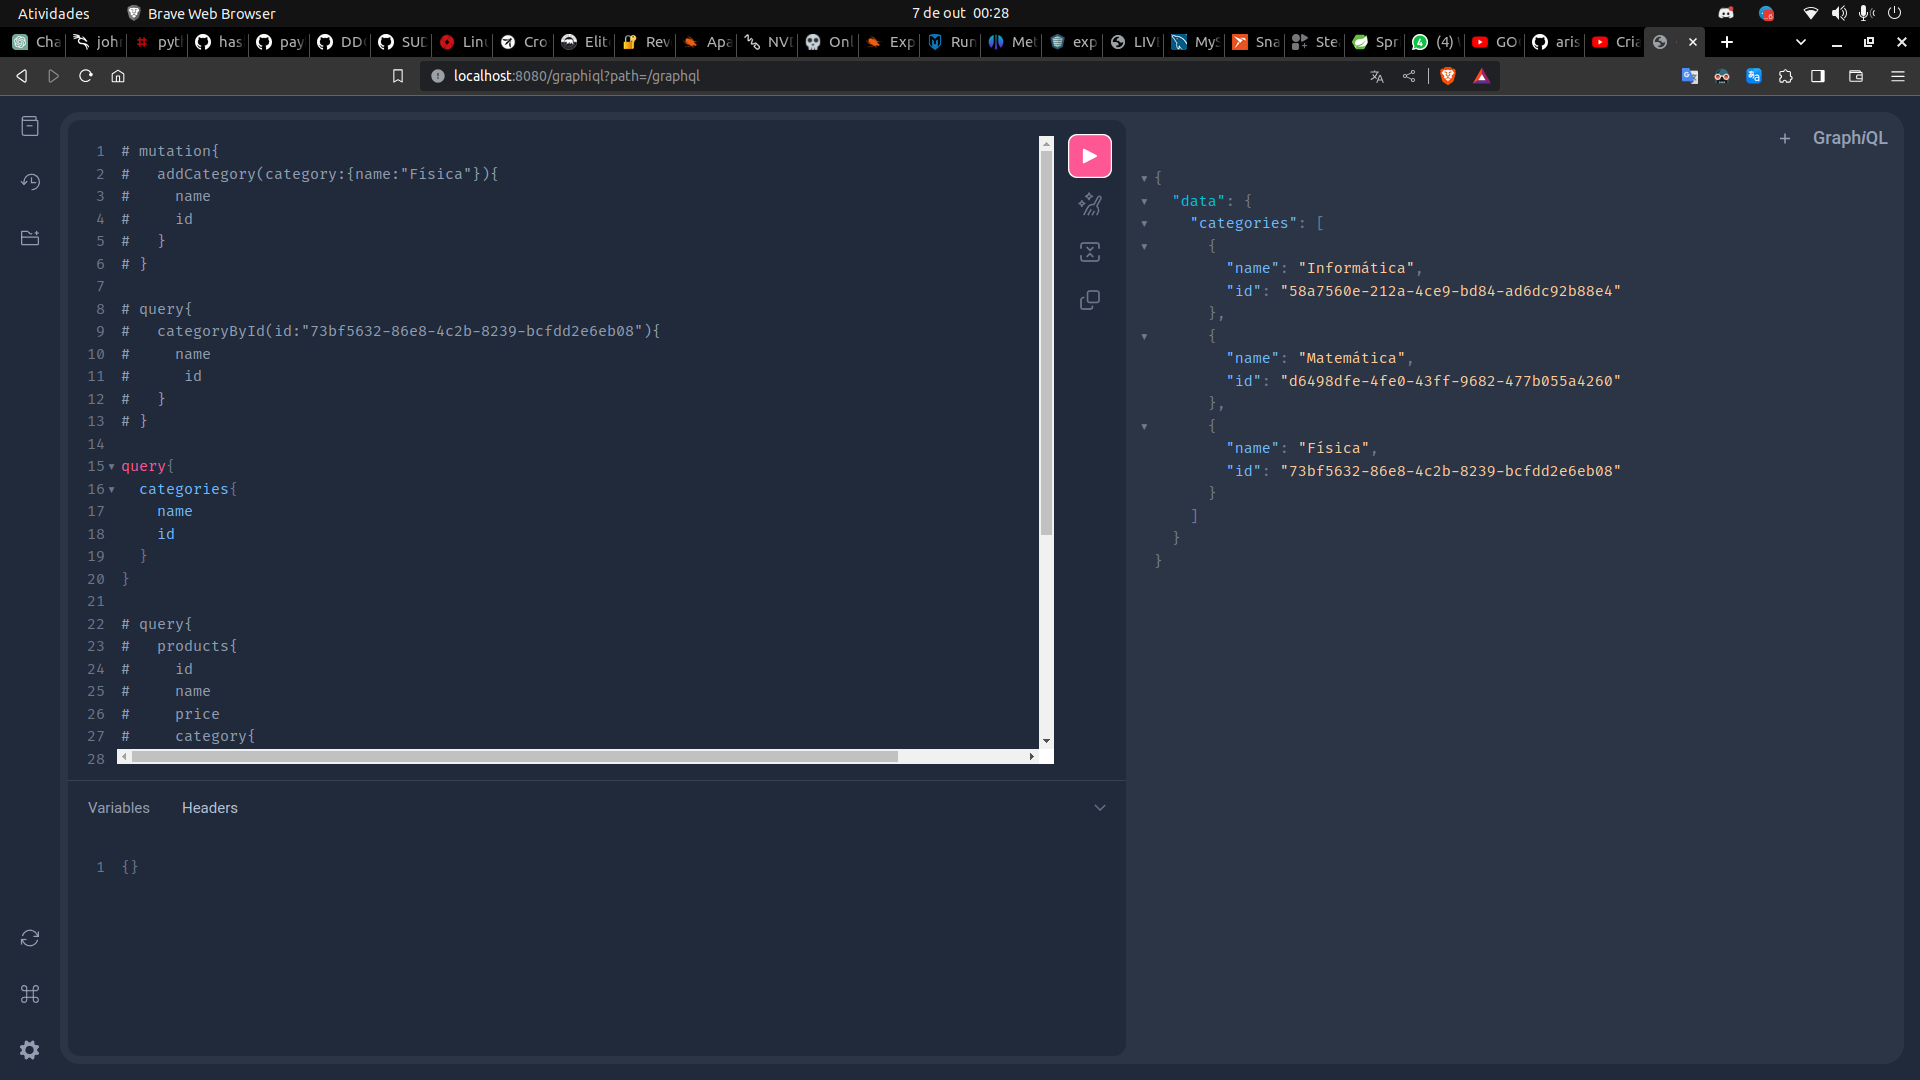 Atividades
Brave Web Browser
7 de out 00:28
Cha
joh
pyt
has
pay
DD
SUD
Lin
Cro
Elit
Rev
Apa
NVD
Onl
Exp
Run
Met
exp
LIVE
MyS
Sna
Ste
Spr
(4)
GO
aris
Cria
localhost:8080/graphiql?path=/graphql
GraphiQL
1 # mutation{
2 #   addCategory(category:{name:"Física"}){
3 #     name
4 #     id
5 #   }
6 # }
7
8 # query{
9 #   categoryById(id:"73bf5632-86e8-4c2b-8239-bcfdd2e6eb08"){
10 #     name
11 #      id
12 #   }
13 # }
14
15 query{
16   categories{
17     name
18     id
19   }
20 }
21
22 # query{
23 #   products{
24 #     id
25 #     name
26 #     price
27 #     category{
28
Variables
Headers
1 {}
{
  "data": {
    "categories": [
      {
        "name": "Informática",
        "id": "58a7560e-212a-4ce9-bd84-ad6dc92b88e4"
      },
      {
        "name": "Matemática",
        "id": "d6498dfe-4fe0-43ff-9682-477b055a4260"
      },
      {
        "name": "Física",
        "id": "73bf5632-86e8-4c2b-8239-bcfdd2e6eb08"
      }
    ]
  }
}